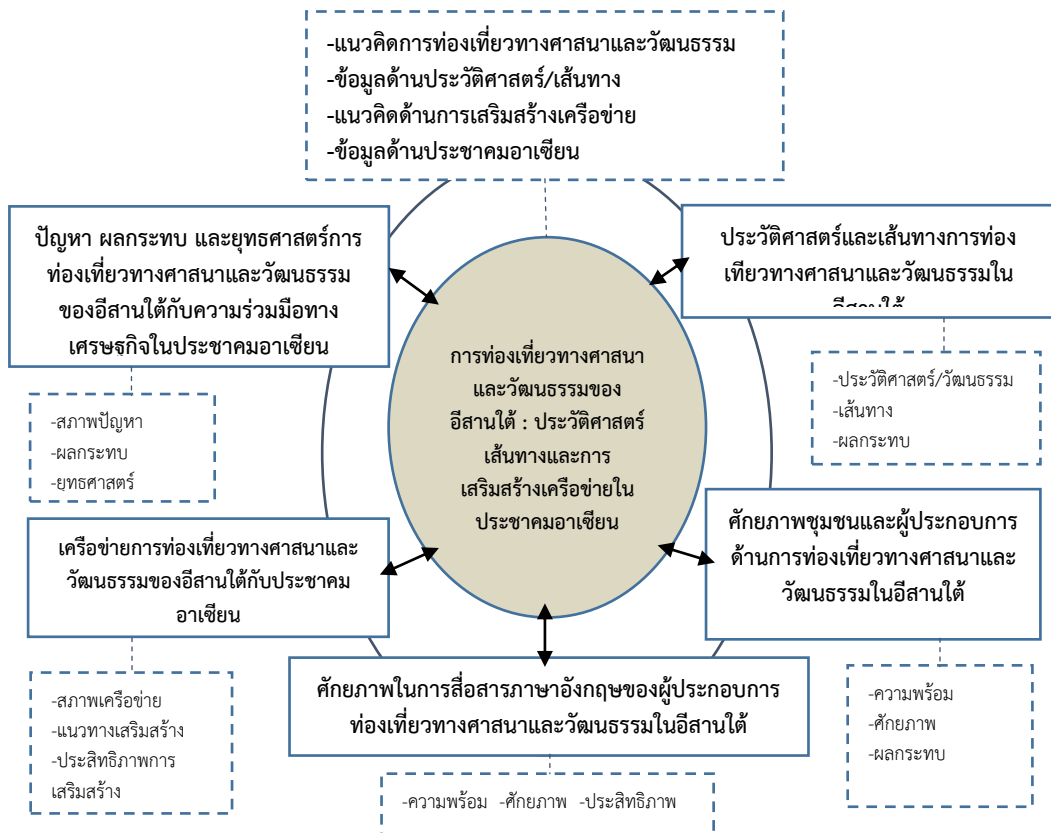 -แนวคิดการท่องเที่ยวทางศาสนาและวัฒนธรรม
-ข้อมูลด้านประวัติศาสตร์/เส้นทาง
-แนวคิดด้านการเสริมสร้างเครือข่าย
-ข้อมูลด้านประชาคมอาเซียน
ปัญหา ผลกระทบ และยุทธศาสตร์การ
ท่องเที่ยวทางศาสนาและวัฒนธรรม
ของอีสานใต้กับความร่วมมือทาง
เศรษฐกิจในประชาคมอาเซียน
-สภาพปัญหา
-ผลกระทบ
-ยุทธศาสตร์
ประวัติศาสตร์และเส้นทางการท่อง
เทียวทางศาสนาและวัฒนธรรมใน
อีสานใต้
-ประวัติศาสตร์/วัฒนธรรม
-เส้นทาง
-ผลกระทบ
การท่องเที่ยวทางศาสนา
และวัฒนธรรมของ
อีสานใต้ : ประวัติศาสตร์
เส้นทางและการ
เสริมสร้างเครือข่ายใน
ประชาคมอาเซียน
เครือข่ายการท่องเที่ยวทางศาสนาและ
วัฒนธรรมของอีสานใต้กับประชาคม
อาเซียน
-สภาพเครือข่าย
-แนวทางเสริมสร้าง
-ประสิทธิภาพการ
เสริมสร้าง
ศักยภาพชุมชนและผู้ประกอบการ
ด้านการท่องเที่ยวทางศาสนาและ
วัฒนธรรมในอีสานใต้
-ความพร้อม
-ศักยภาพ
-ผลกระทบ
ศักยภาพในการสื่อสารภาษาอังกฤษของผู้ประกอบการ
ท่องเที่ยวทางศาสนาและวัฒนธรรมในอีสานใต้
-ความพร้อม -ศักยภาพ -ประสิทธิภาพ